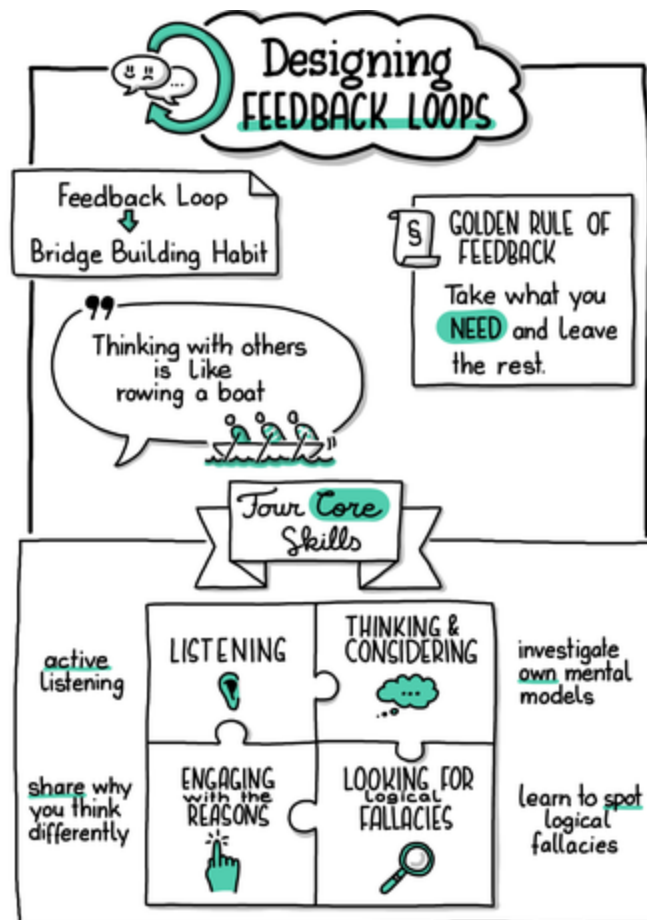 Designing
FEEDBACK LOOPS
Feedback Loop
Bridge Building Habit
§
GOLDEN RULE OF
FEEDBACK
Take what you
NEED and leave
the rest.
Thinking with others
is like
rowing a boat
Four Core
Skills
active
listening
LISTENING
THINKING &
CONSIDERING
investigate
own mental
models
share why
you think
differently
ENGAGING
with the
REASONS
LOOKING FOR
logical
FALLACIES
learn to spot
logical
fallacies